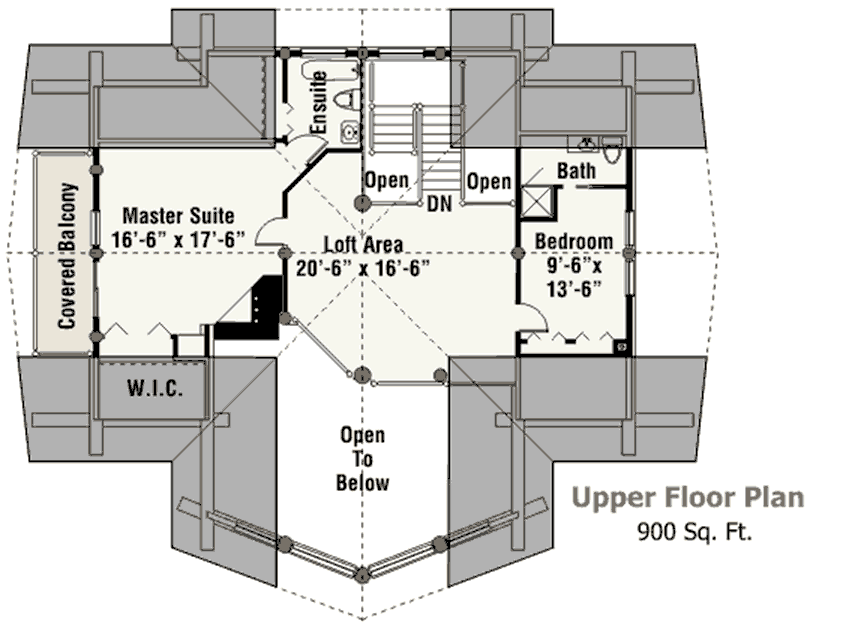 Ensuite
Open
Open
DN
Bath
Covered Balcony
Master Suite
16'-6" x 17'-6"
Loft Area
20'-6" x 16'-6"
Bedroom
9'-6"x
13'-6"
W.I.C.
Open
To
Below
Upper Floor Plan
900 Sq. Ft.